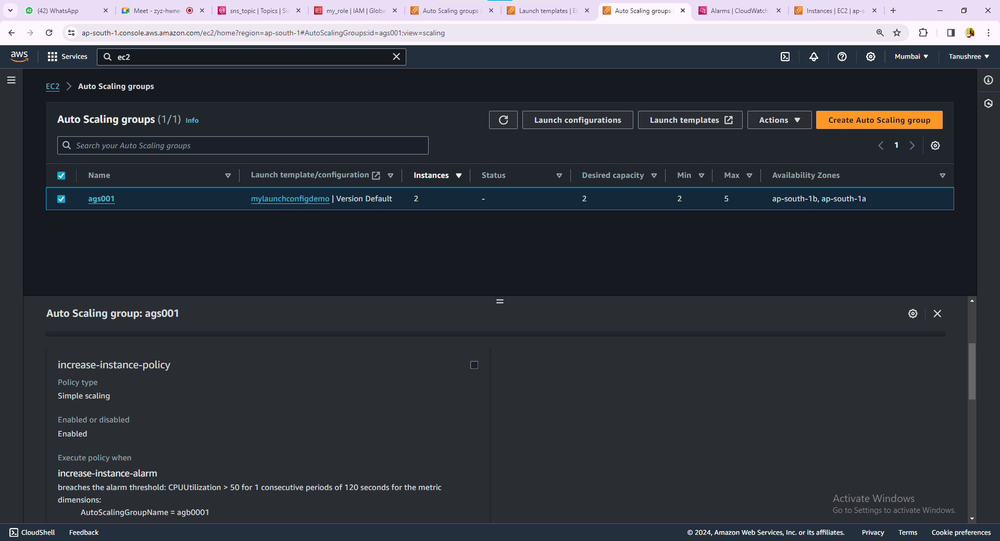 (42) WhatsApp
Meet - zyz-hwne-
sns_topic | Topics | Sim
my_role | IAM | Globa
Auto Scaling groups |
Launch templates | EC
Auto Scaling groups |
Alarms | CloudWatch
Instances | EC2 | ap-s
ap-south-1.console.aws.amazon.com/ec2/home?region=ap-south-1#AutoScalingGroups:id=ags001;view=scaling
aws
Services
ec2
Mumbai
Tanushree
EC2
Auto Scaling groups
Auto Scaling groups (1/1) Info
Launch configurations
Launch templates
Actions
Create Auto Scaling group
Search your Auto Scaling groups
1
Name
Launch template/configuration
Instances
Status
Desired capacity
Min
Max
Availability Zones
ags001
mylaunchconfigdemo | Version Default
2
-
2
2
5
ap-south-1b, ap-south-1a
Auto Scaling group: ags001
increase-instance-policy
Policy type
Simple scaling
Enabled or disabled
Enabled
Execute policy when
increase-instance-alarm
breaches the alarm threshold: CPUUtilization > 50 for 1 consecutive periods of 120 seconds for the metric
dimensions:
AutoScalingGroupName = agb0001
Activate Windows
Go to Settings to activate Windows.
CloudShell
Feedback
© 2024, Amazon Web Services, Inc. or its affiliates.
Privacy
Terms
Cookie preferences